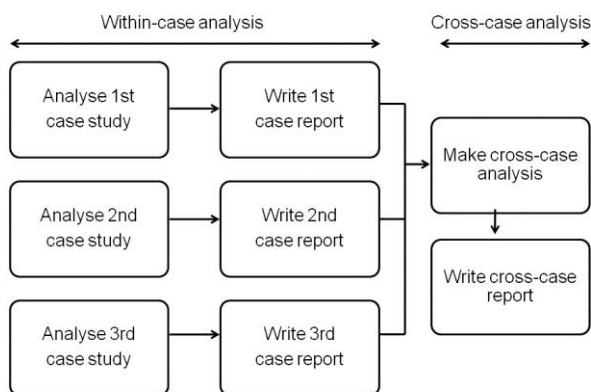 Within-case analysis
Cross-case analysis
Analyse 1st
case study
Write 1st
case report
Make cross-case
analysis
Analyse 2nd
case study
Write 2nd
case report
Write cross-case
report
Analyse 3rd
case study
Write 3rd
case report